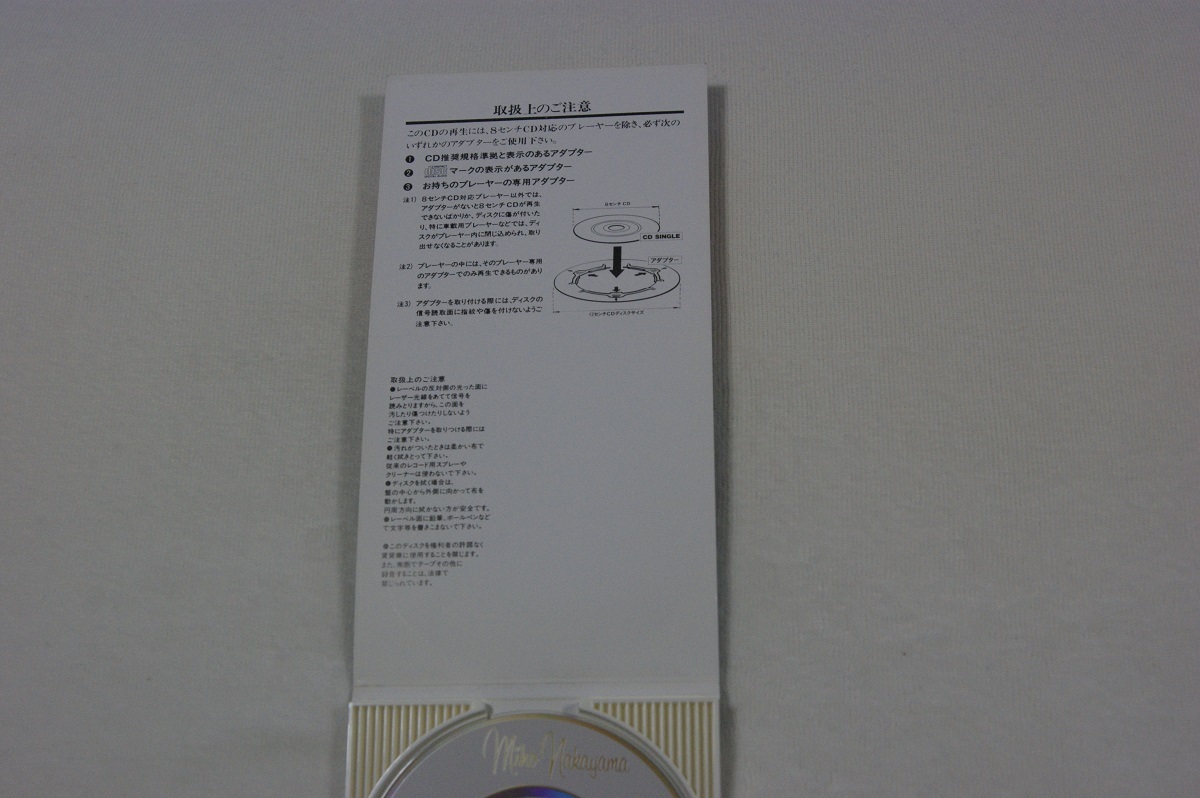 取扱上のご注意
このCDの再生には、8センチCD対応のプレーヤーを除き、必ず次の
いずれかのアダプターをご使用下さい。
❶ CD推奨規格準拠と表示のあるアダプター
❷ マークの表示があるアダプター
❸ お持ちのプレーヤーの専用アダプター
注1) 8センチCD対応プレーヤー以外では、
アダプターがないと8センチCDが再生
できないばかりか、ディスクに傷が付いた
り、特に車載用プレーヤーなどでは、ディ
スクがプレーヤー内に閉じ込められ、取り
出せなくなることがあります。
注2) プレーヤーの中には、そのプレーヤー専用
のアダプターでのみ再生できるものがあり
ます。
注3) アダプターを取り付ける際には、ディスクの
信号読取面に指紋や傷を付けないようご
注意下さい。
8センチCD
CD SINGLE
アダプター
12センチCDディスクサイズ
取扱上のご注意
●レーベルの反対側の光った面に
レーザー光線をあてて信号を
読みとりますから、この面を
汚したり傷つけたりしないよう
ご注意下さい。
特にアダプターを取りつける際には
ご注意下さい。
●汚れがついたときは柔かい布で
軽く拭きとって下さい。
従来のレコード用スプレーや
クリーナーは使わないで下さい。
●ディスクを拭く場合は、
盤の中心から外側に向かって布を
動かします。
円周方向に拭かない方が安全です。
●レーベル面に鉛筆、ボールペンなど
で文字等を書きこまないで下さい。
●このディスクを権利者の許諾なく
賃貸業に使用することを禁じます。
また、無断でテープその他に
録音することは、法律で
禁じられています。
Miho Nakayama